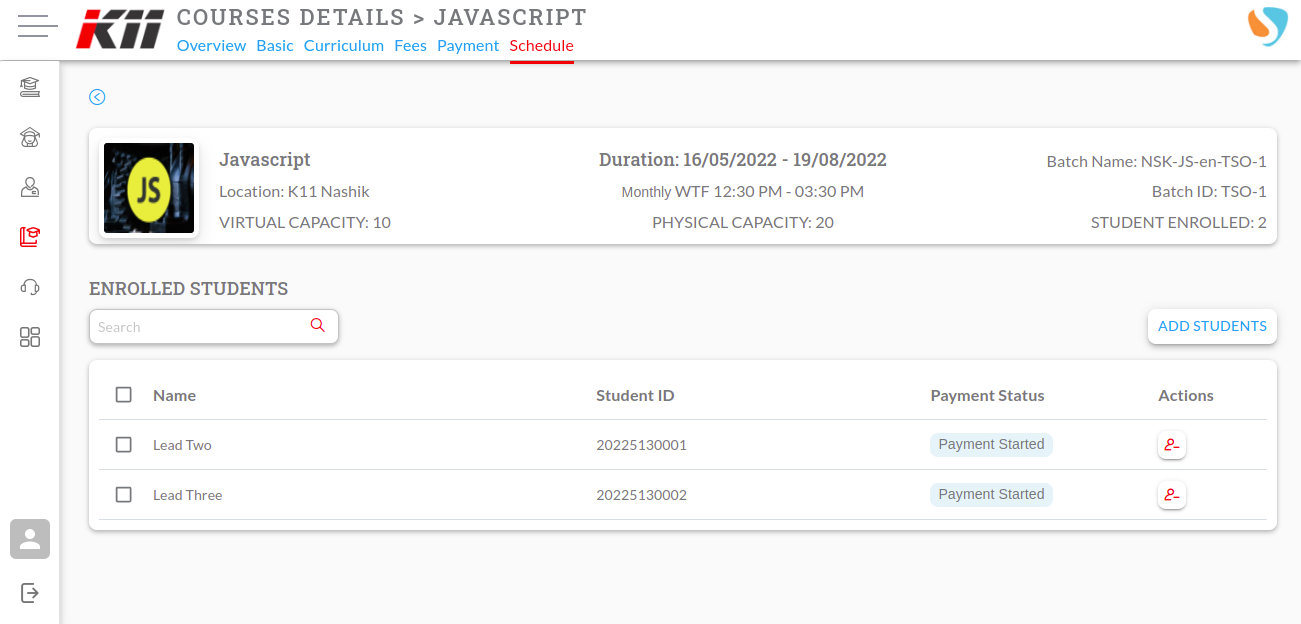 K11
COURSES DETAILS > JAVASCRIPT
Overview Basic Curriculum Fees Payment Schedule
JS
Javascript
Duration: 16/05/2022 - 19/08/2022
Batch Name: NSK-JS-en-TSO-1
Location: K11 Nashik
Monthly WTF 12:30 PM - 03:30 PM
Batch ID: TSO-1
VIRTUAL CAPACITY: 10
PHYSICAL CAPACITY: 20
STUDENT ENROLLED: 2
ENROLLED STUDENTS
Search
ADD STUDENTS
Name Student ID Payment Status Actions
Lead Two 20225130001 Payment Started
Lead Three 20225130002 Payment Started